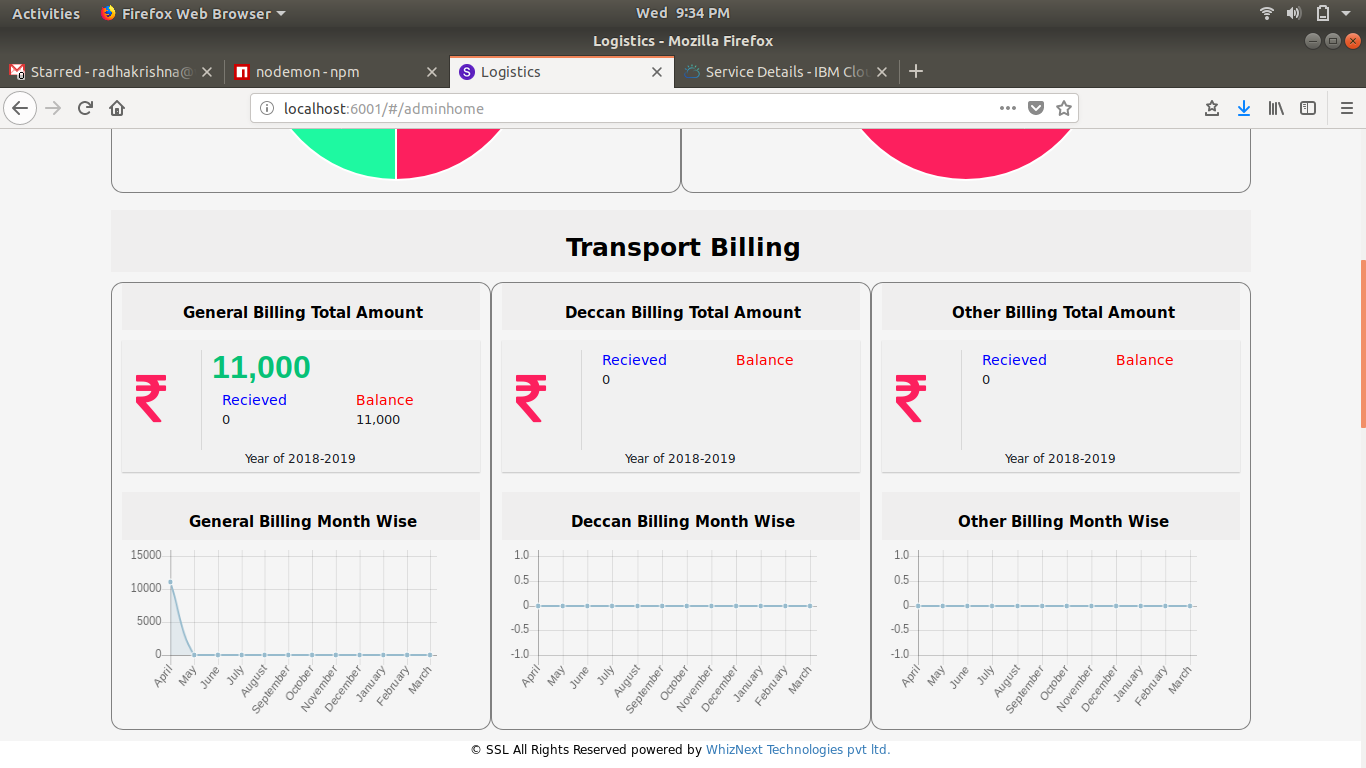 Activities Firefox Web Browser Wed 9:34 PM
Logistics - Mozilla Firefox
Starred - radhakrishna@ nodemon - npm S Logistics Service Details - IBM Clou
localhost:6001/#/adminhome
Transport Billing
General Billing Total Amount
₹
11,000
Recieved Balance
0 11,000
Year of 2018-2019
Deccan Billing Total Amount
₹
Recieved Balance
0
Year of 2018-2019
Other Billing Total Amount
₹
Recieved Balance
0
Year of 2018-2019
General Billing Month Wise
15000
10000
5000
0
April May June July August September October November December January February March
Deccan Billing Month Wise
1.0
0.5
0
-0.5
-1.0
April May June July August September October November December January February March
Other Billing Month Wise
1.0
0.5
0
-0.5
-1.0
April May June July August September October November December January February March
© SSL All Rights Reserved powered by WhizNext Technologies pvt ltd.